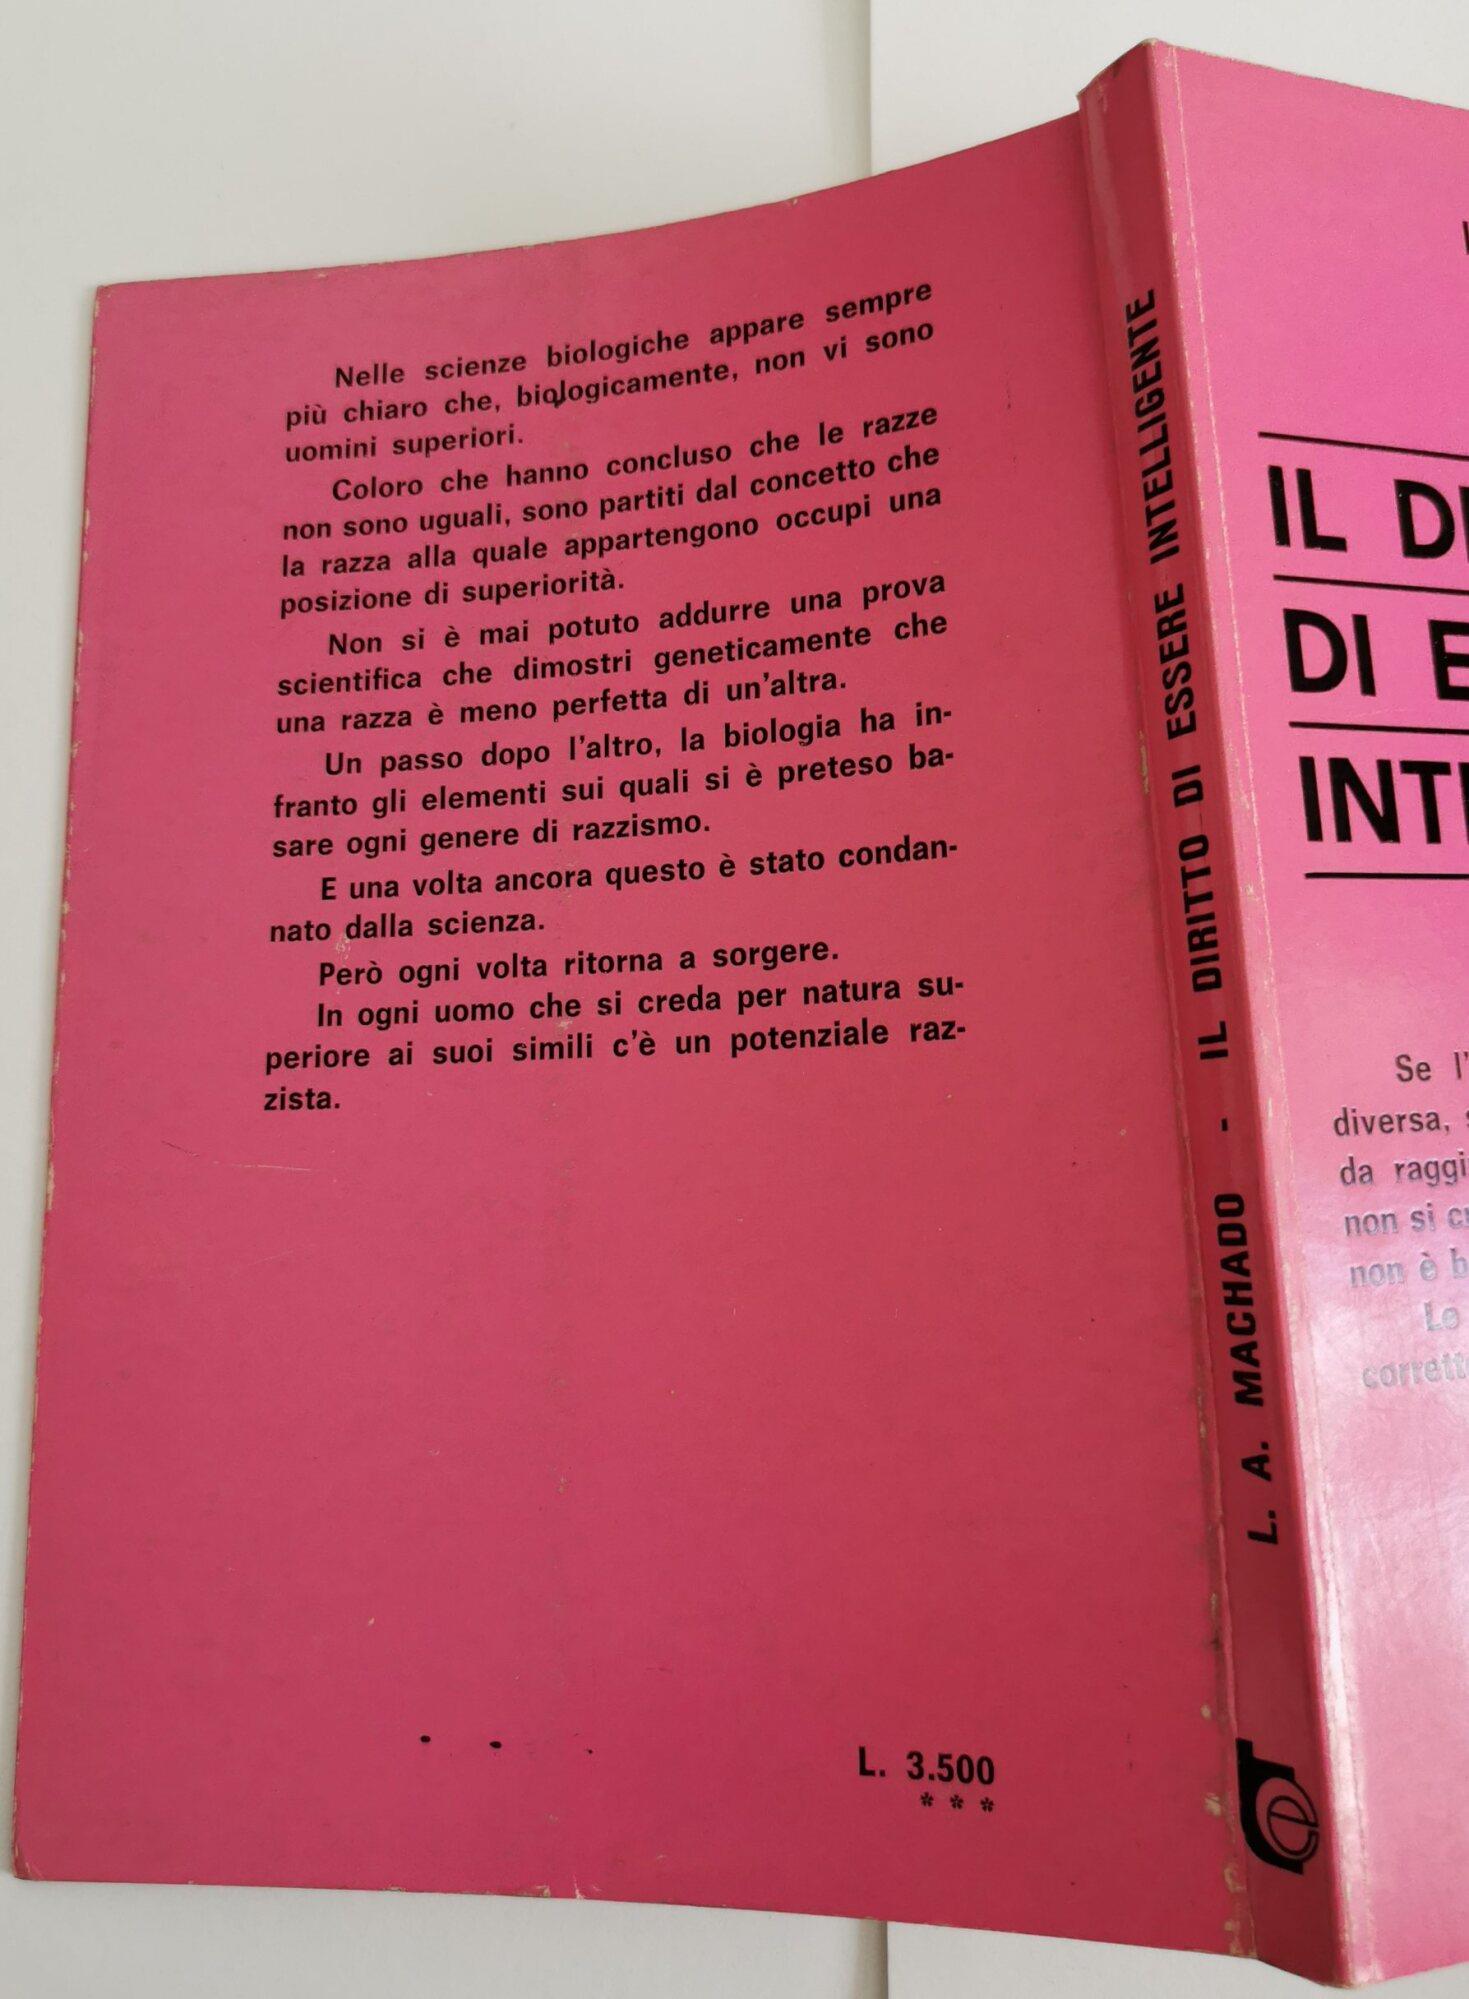 Nelle scienze biologiche appare sempre
più chiaro che, biologicamente, non vi sono
uomini superiori.
Coloro che hanno concluso che le razze
non sono uguali, sono partiti dal concetto che
la razza alla quale appartengono occupi una
posizione di superiorità.
Non si è mai potuto addurre una prova
scientifica che dimostri geneticamente che
una razza è meno perfetta di un'altra.
Un passo dopo l'altro, la biologia ha in-
franto gli elementi sui quali si è preteso ba-
sare ogni genere di razzismo.
E una volta ancora questo è stato condan-
nato dalla scienza.
Però ogni volta ritorna a sorgere.
In ogni uomo che si creda per natura su-
periore ai suoi simili c'è un potenziale raz-
zista.
L. 3.500
* * *
L. A. MACHADO - IL DIRITTO DI ESSERE INTELLIGENTE
e
IL
DI
Se
diversa,
da
non si
non è